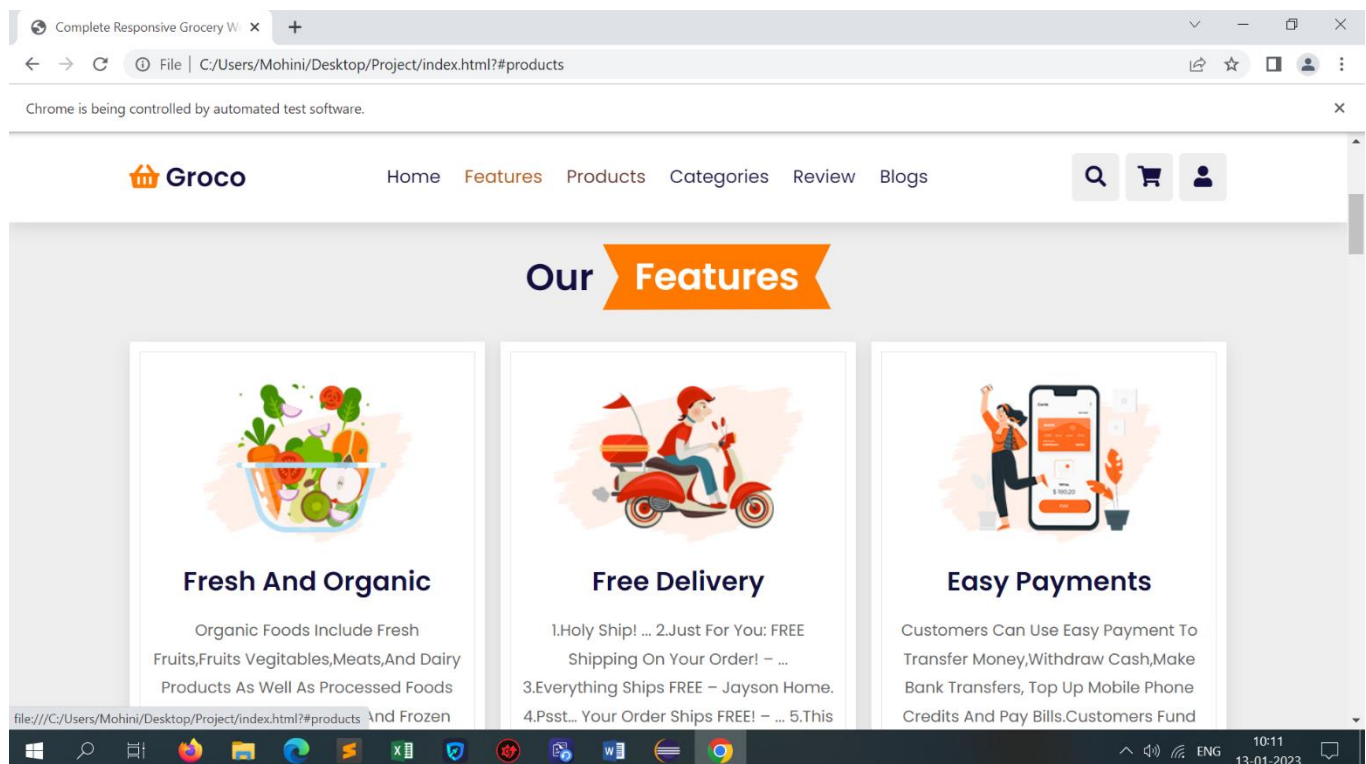 Complete Responsive Grocery W
File | C:/Users/Mohini/Desktop/Project/index.html?#products
Chrome is being controlled by automated test software.
Groco Home Features Products Categories Review Blogs
Our Features
Fresh And Organic
Organic Foods Include Fresh
Fruits,Fruits Vegitables,Meats,And Dairy
Products As Well As Processed Foods
And Frozen
Free Delivery
1.Holy Ship! ... 2.Just For You: FREE
Shipping On Your Order! – ...
3.Everything Ships FREE – Jayson Home.
4.Psst... Your Order Ships FREE! – ... 5.This
Easy Payments
Customers Can Use Easy Payment To
Transfer Money,Withdraw Cash,Make
Bank Transfers, Top Up Mobile Phone
Credits And Pay Bills.Customers Fund
file:///C:/Users/Mohini/Desktop/Project/index.html?#products
ENG
10:11
13-01-2023